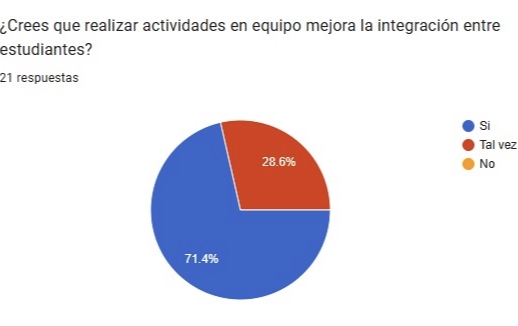 ¿Crees que realizar actividades en equipo mejora la integración entre
estudiantes?
21 respuestas
Si
Tal vez
No
28.6%
71.4%